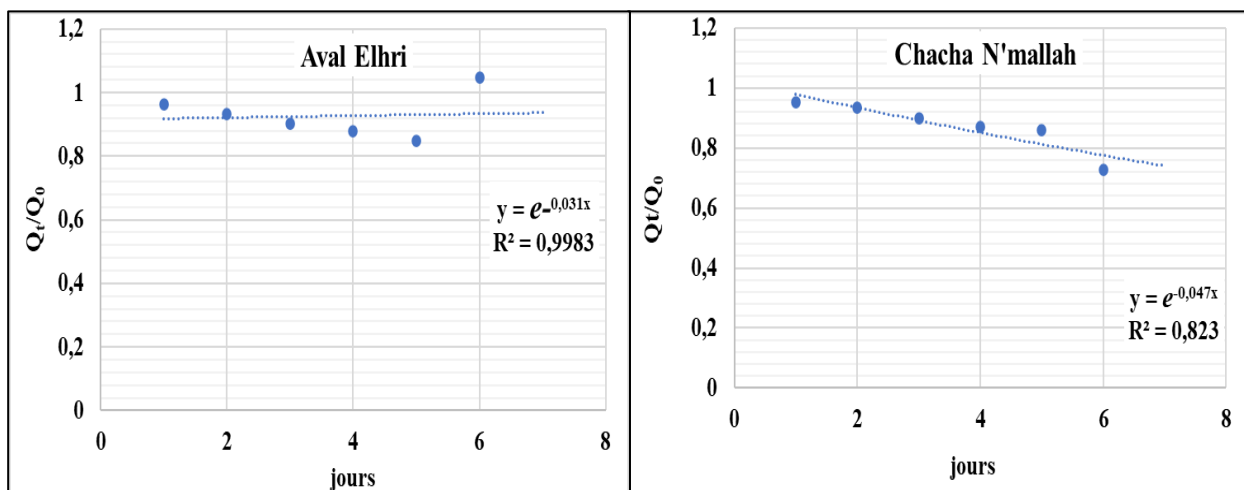 Aval Elhri
1,2
1
0,8
0,6
0,4
0,2
0
Qt/Q0
y = e-0,031x
R² = 0,9983
0 2 4 6 8
jours
Chacha N'mallah
1,2
1
0,8
0,6
0,4
0,2
0
Qt/Q0
y = e-0,047x
R² = 0,823
0 2 4 6 8
jours